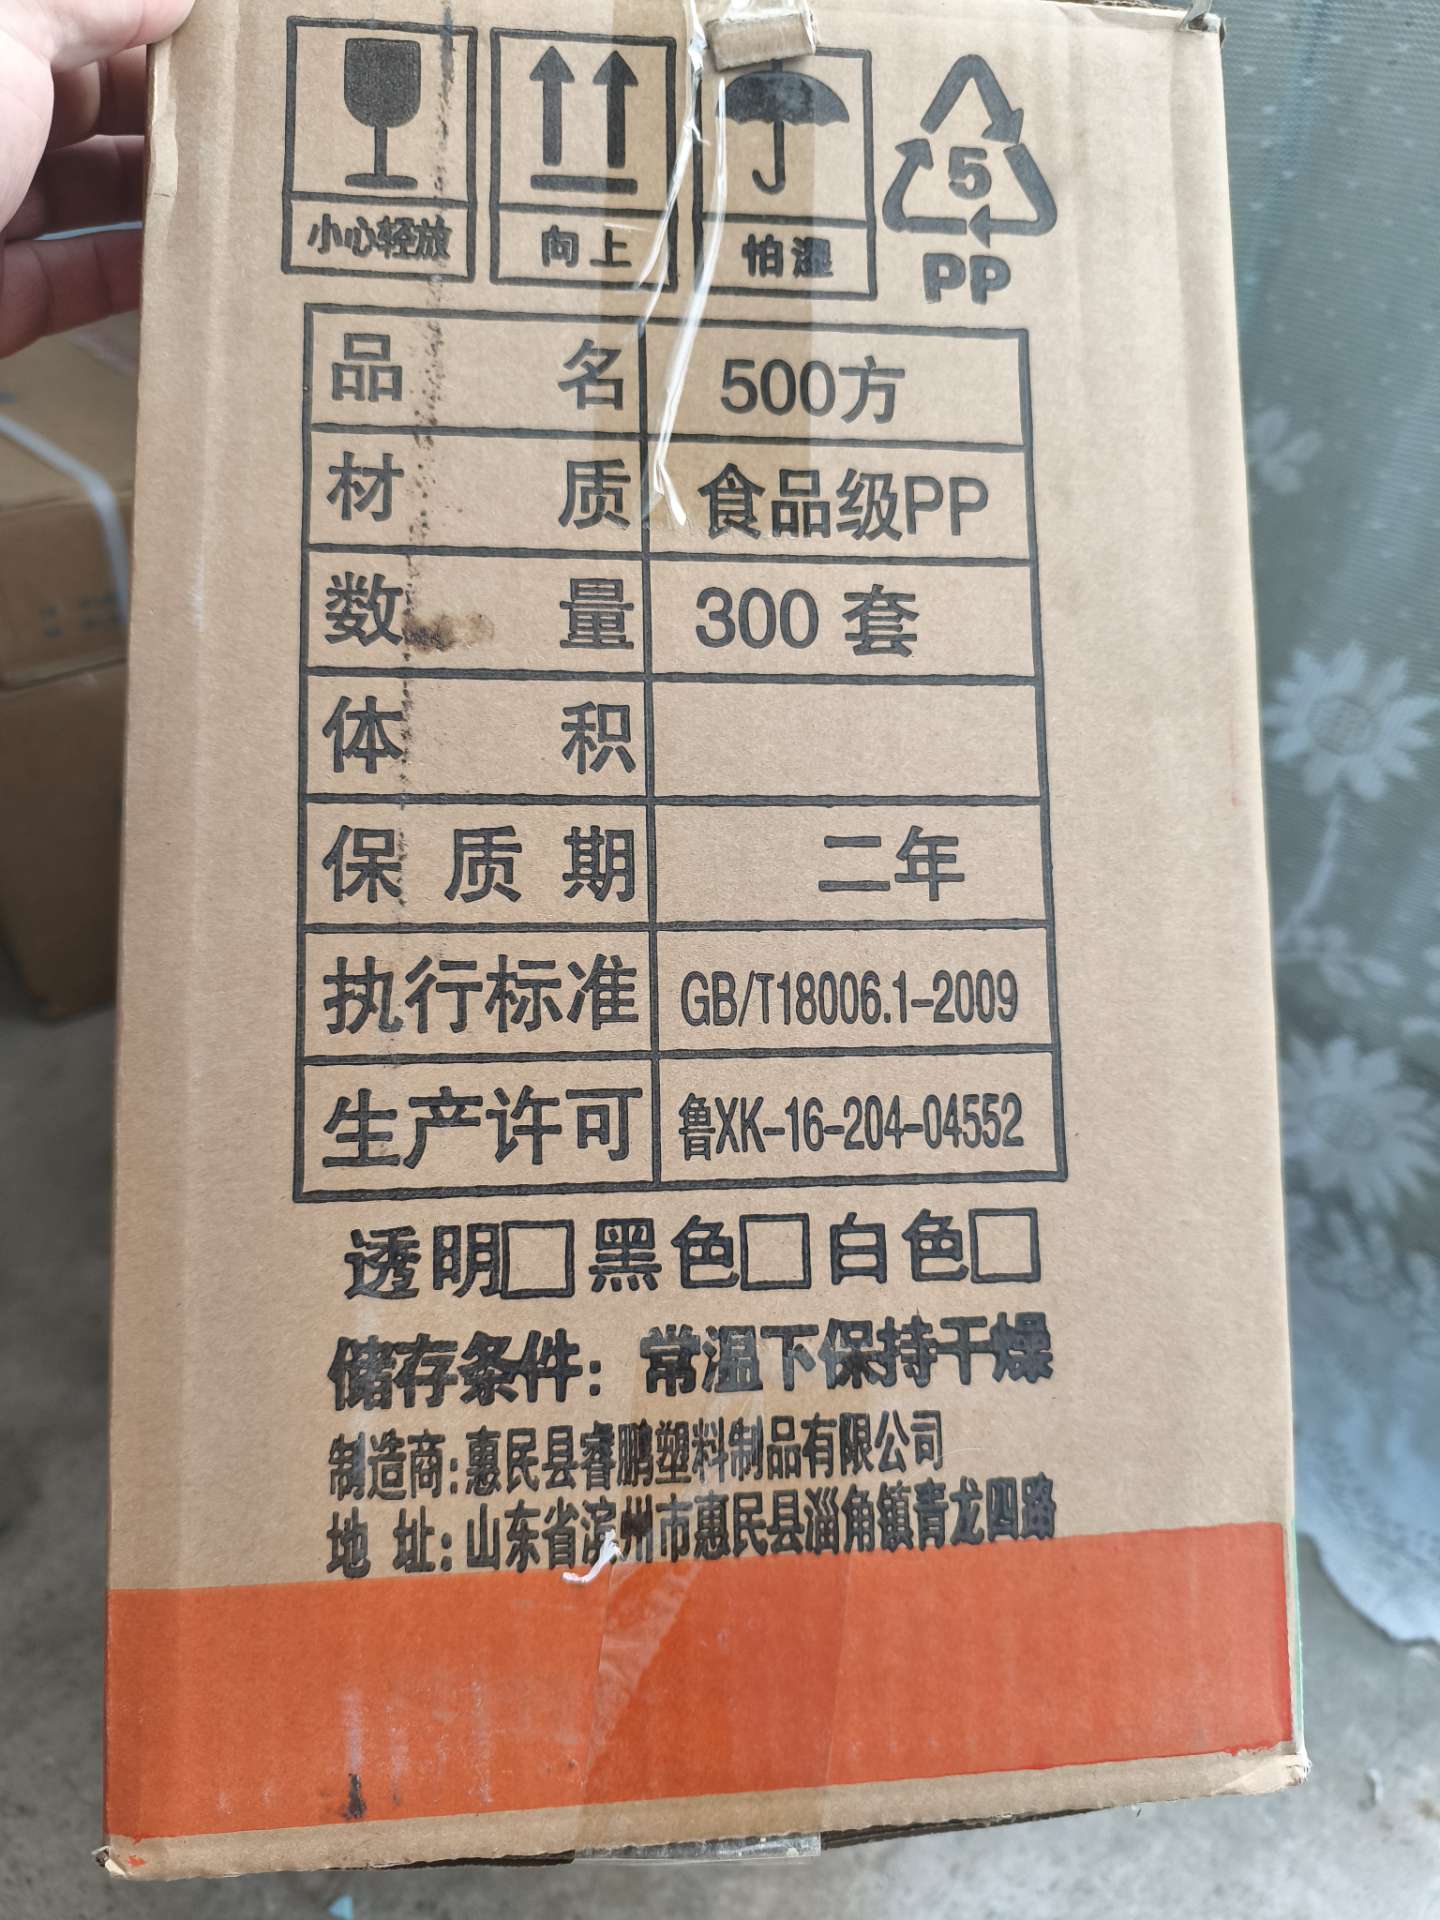 小心轻放 向上 怕湿 5
PP
品名 500方
材质 食品级PP
数量 300 套
体积
保质期 二年
执行标准 GB/T18006.1-2009
生产许可 鲁XK-16-204-04552
透明□黑色□白色□
储存条件：常温下保持干燥
制造商：惠民县睿鹏塑料制品有限公司
地址：山东省滨州市惠民县淄角镇青龙四路